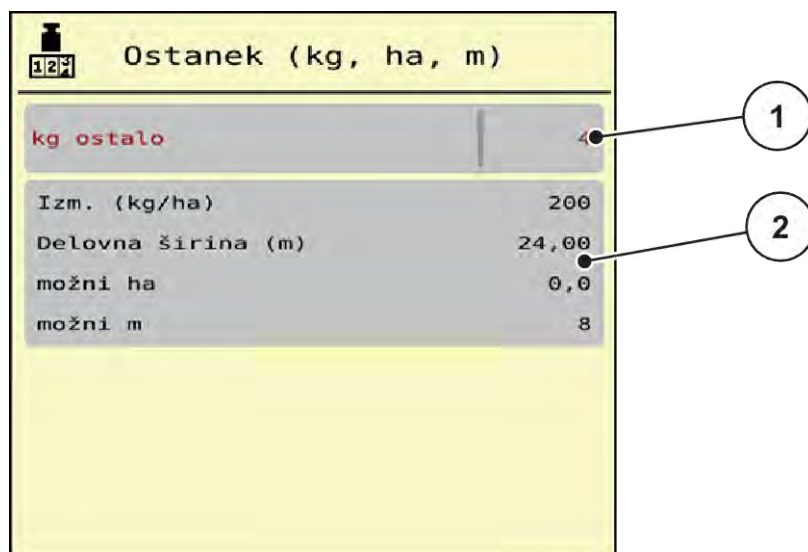 Ostanek (kg, ha, m)
kg ostalo 4
Izm. (kg/ha) 200
Delovna širina (m) 24,00
možni ha 0,0
možni m 8
1
2